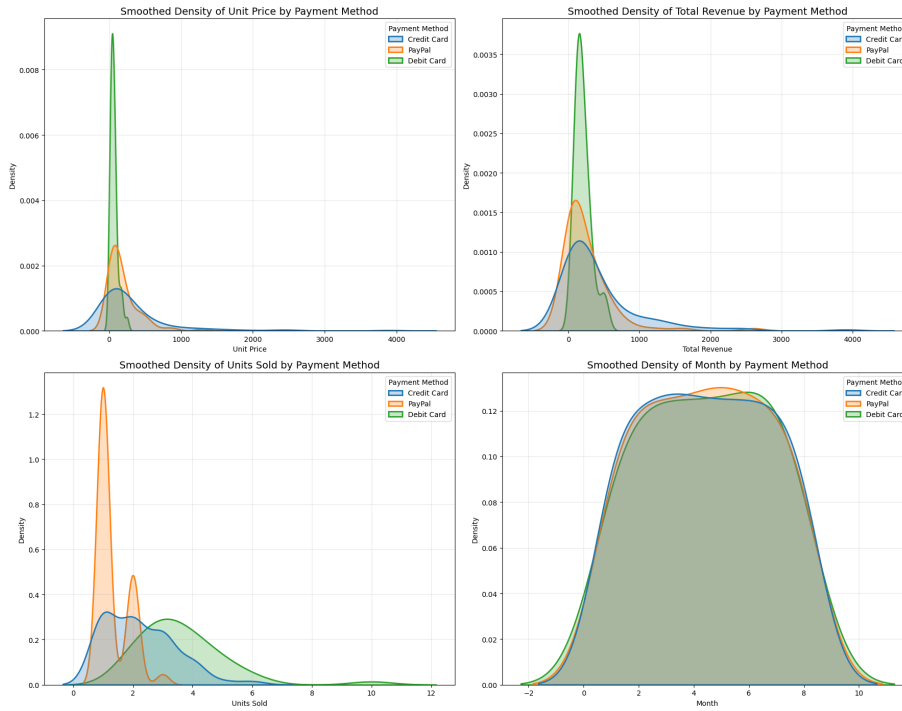 Smoothed Density of Unit Price by Payment Method
Payment Method
Credit Card
PayPal
Debit Card
Density
0.008
0.006
0.004
0.002
0.000
0
1000
2000
3000
4000
Unit Price
Smoothed Density of Total Revenue by Payment Method
Payment Method
Credit Card
PayPal
Debit Card
Density
0.0035
0.0030
0.0025
0.0020
0.0015
0.0010
0.0005
0.0000
0
1000
2000
3000
4000
Total Revenue
Smoothed Density of Units Sold by Payment Method
Payment Method
Credit Card
PayPal
Debit Card
Density
1.2
1.0
0.8
0.6
0.4
0.2
0.0
0
2
4
6
8
10
12
Units Sold
Smoothed Density of Month by Payment Method
Payment Method
Credit Card
PayPal
Debit Card
Density
0.12
0.10
0.08
0.06
0.04
0.02
0.00
−2
0
2
4
6
8
10
Month